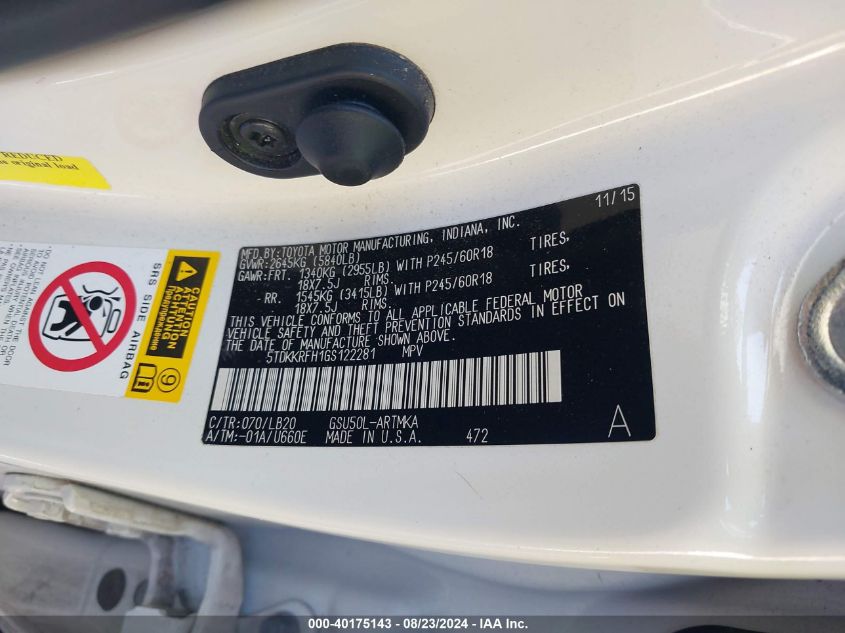 REDUCED
original load
SRS SIDE AIRBAG
CAUTION
ATTENTION
11/15
MFD.BY:TOYOTA MOTOR MANUFACTURING, INDIANA, INC.
GVWR:2645KG (5840LB)
GAWR:FRT. 1340KG (2955LB) WITH P245/60R18 TIRES,
18X7.5J RIMS.
RR. 1545KG (3415LB) WITH P245/60R18 TIRES,
18X7.5J RIMS.
THIS VEHICLE CONFORMS TO ALL APPLICABLE FEDERAL MOTOR
VEHICLE SAFETY AND THEFT PREVENTION STANDARDS IN EFFECT ON
THE DATE OF MANUFACTURE SHOWN ABOVE.
5TDKKRFH1GS122281 MPV
C/TR:070/LB20 GSU50L-ARTMKA
A/TM:-01A/U660E MADE IN U.S.A. 472 A
000-40175143 - 08/23/2024 - IAA Inc.